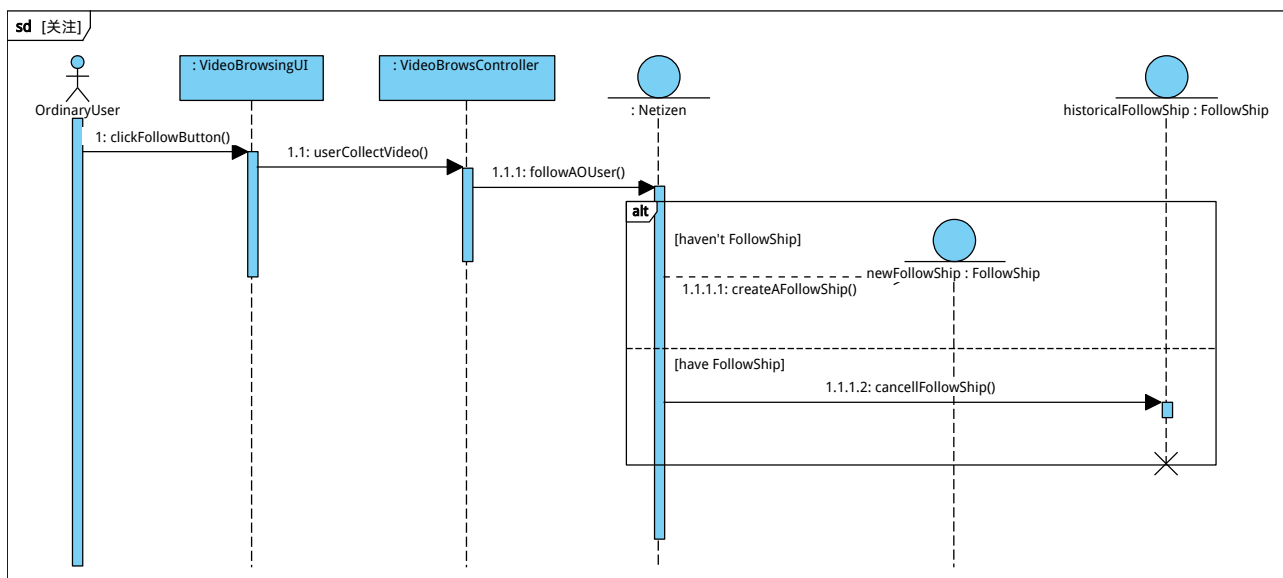 sd [关注]
: VideoBrowsingUI
: VideoBrowsController
OrdinaryUser
: Netizen
historicalFollowShip : FollowShip
1: clickFollowButton()
1.1: userCollectVideo()
1.1.1: followAOUser()
alt
[haven't FollowShip]
newFollowShip : FollowShip
1.1.1.1: createAFollowShip()
[have FollowShip]
1.1.1.2: cancellFollowShip()